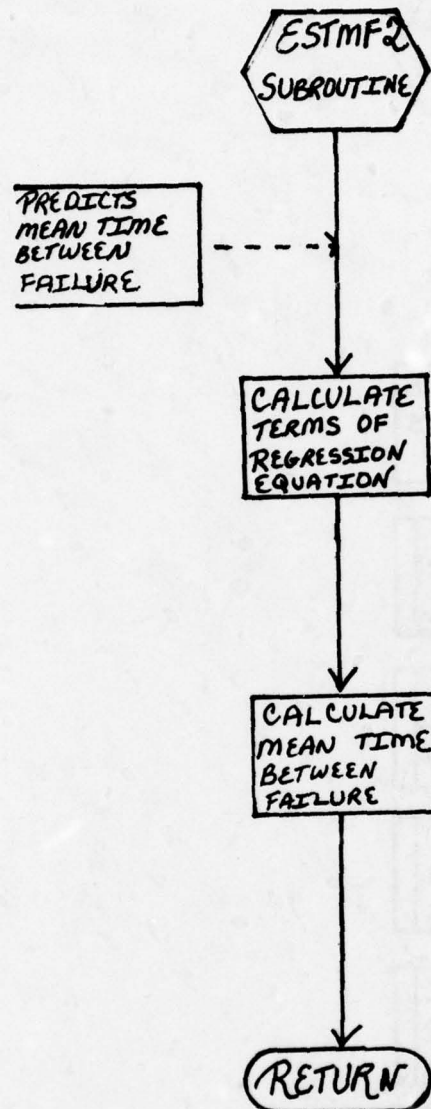 ESTMF2
SUBROUTINE
PREDICTS
MEAN TIME
BETWEEN
FAILURE
CALCULATE
TERMS OF
REGRESSION
EQUATION
CALCULATE
MEAN TIME
BETWEEN
FAILURE
RETURN